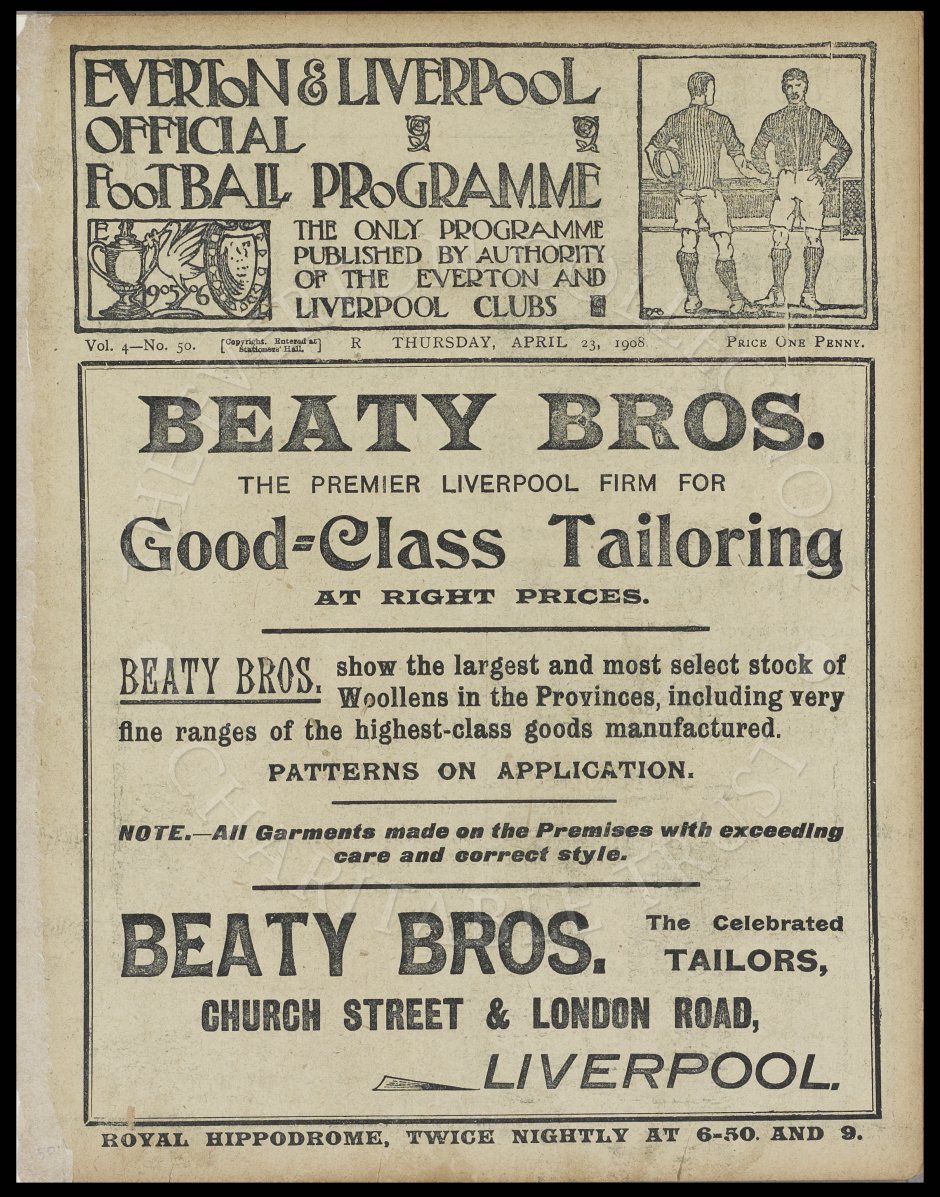 EVERTON & LIVERPOOL
OFFICIAL
FOOTBALL PROGRAMME
THE ONLY PROGRAMME
PUBLISHED BY AUTHORITY
OF THE EVERTON AND
LIVERPOOL CLUBS
E
1905 06
Vol. 4—No. 50. [Copyright. Entered at Stationers' Hall.] R THURSDAY, APRIL 23, 1908 PRICE ONE PENNY.
BEATY BROS.
THE PREMIER LIVERPOOL FIRM FOR
Good=Class Tailoring
AT RIGHT PRICES.
BEATY BROS. show the largest and most select stock of
Woollens in the Provinces, including very
fine ranges of the highest-class goods manufactured.
PATTERNS ON APPLICATION.
NOTE.—All Garments made on the Premises with exceeding
care and correct style.
BEATY BROS. The Celebrated
TAILORS,
CHURCH STREET & LONDON ROAD,
LIVERPOOL.
ROYAL HIPPODROME, TWICE NIGHTLY AT 6-50. AND 9.
THE EVERTON COLLECTION
CHARITABLE TRUST